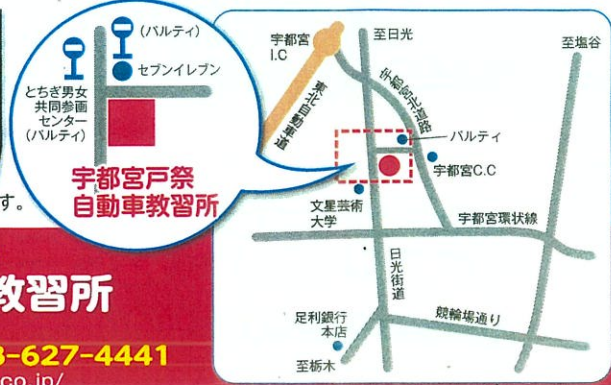 (パルティ)
セブンイレブン
とちぎ男女
共同参画
センター
(パルティ)
宇都宮戸祭
自動車教習所
す。
宇都宮
I.C
至日光
至塩谷
東北自動車道
宇都宮北道路
パルティ
宇都宮C.C
文星芸術
大学
宇都宮環状線
日光街道
足利銀行
本店
競輪場通り
至栃木
教習所
-627-4441
co.jp/